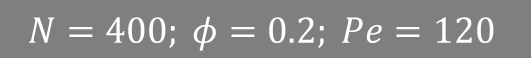 N = 400; ϕ = 0.2; Pe = 120